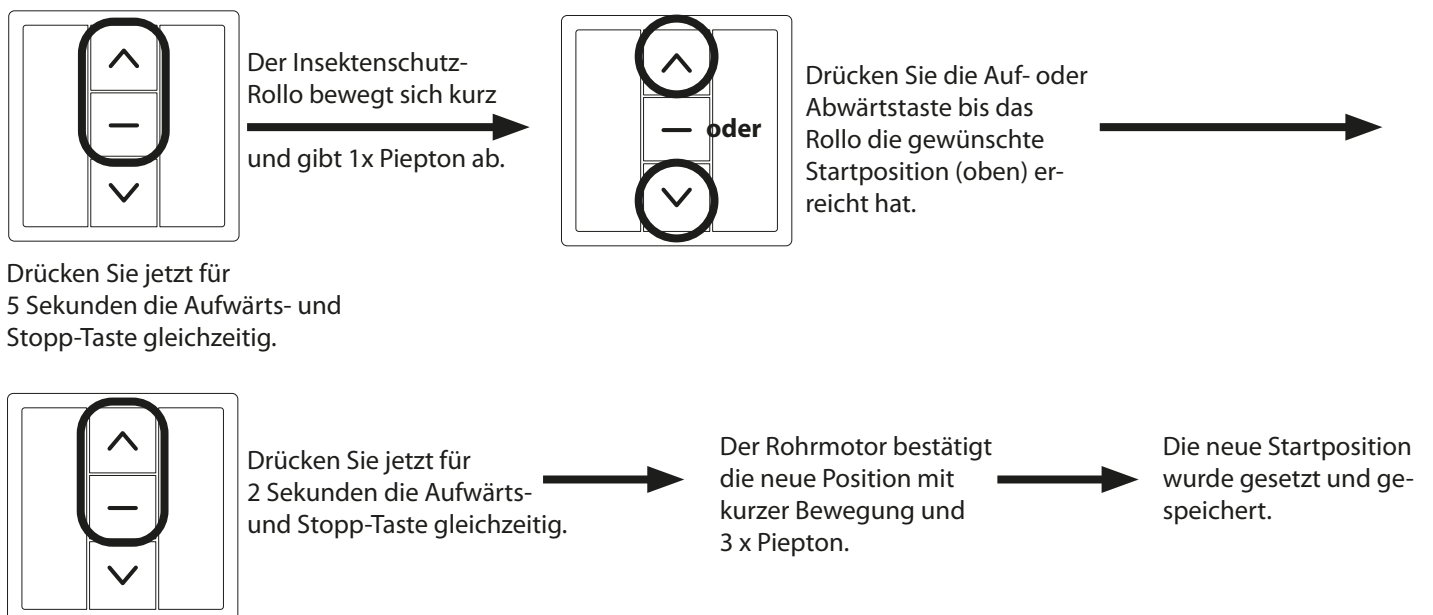 Der Insektenschutz-
Rollo bewegt sich kurz
und gibt 1x Piepton ab.
oder
Drücken Sie die Auf- oder
Abwärtstaste bis das
Rollo die gewünschte
Startposition (oben) er-
reicht hat.
Drücken Sie jetzt für
5 Sekunden die Aufwärts- und
Stopp-Taste gleichzeitig.
Drücken Sie jetzt für
2 Sekunden die Aufwärts-
und Stopp-Taste gleichzeitig.
Der Rohrmotor bestätigt
die neue Position mit
kurzer Bewegung und
3 x Piepton.
Die neue Startposition
wurde gesetzt und ge-
speichert.